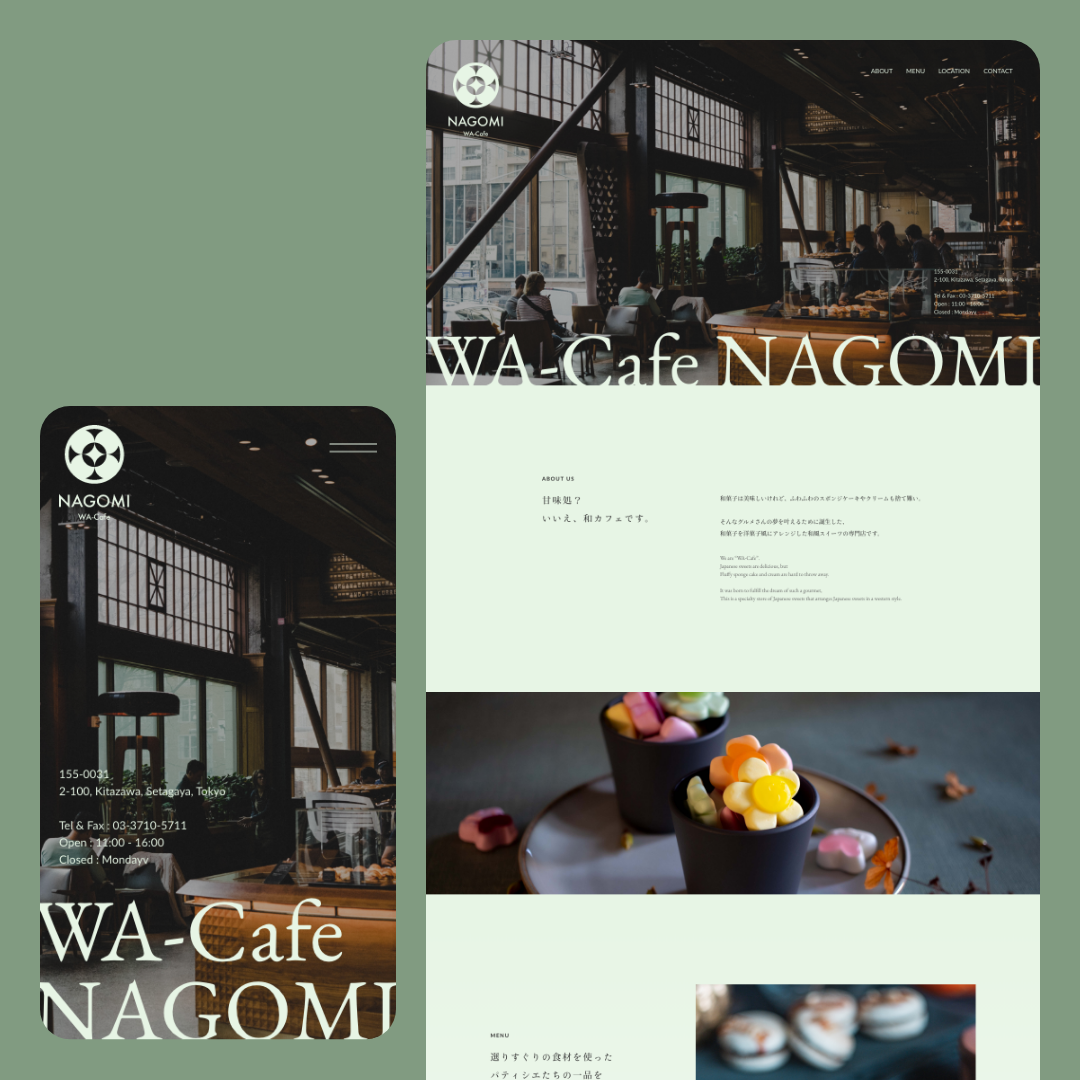 NAGOMI
WA-Cafe
ABOUT MENU LOCATION CONTACT
155-0031
2-100, Kitazawa, Setagaya, Tokyo
Tel & Fax : 03-3710-5711
Open : 11:00 - 16:00
Closed : Mondayy
WA-Cafe NAGOMI
ABOUT US
甘味処？
いいえ、和カフェです。
和菓子は美味しいけれど、ふわふわのスポンジケーキやクリームも捨て難い。
そんなグルメさんの夢を叶えるために誕生した、
和菓子を洋菓子風にアレンジした和風スイーツの専門店です。
We are "WA-Cafe".
Japanese sweets are delicious, but
Fluffy sponge cake and cream are hard to throw away.
It was born to fulfill the dream of such a gourmet,
This is a specialty store of Japanese sweets that arranges Japanese sweets in a western style.
MENU
選りすぐりの食材を使った
パティシエたちの一品を
NAGOMI
WA-Cafe
155-0031
2-100, Kitazawa, Setagaya, Tokyo
Tel & Fax : 03-3710-5711
Open : 11:00 - 16:00
Closed : Mondayy
WA-Cafe
NAGOMI